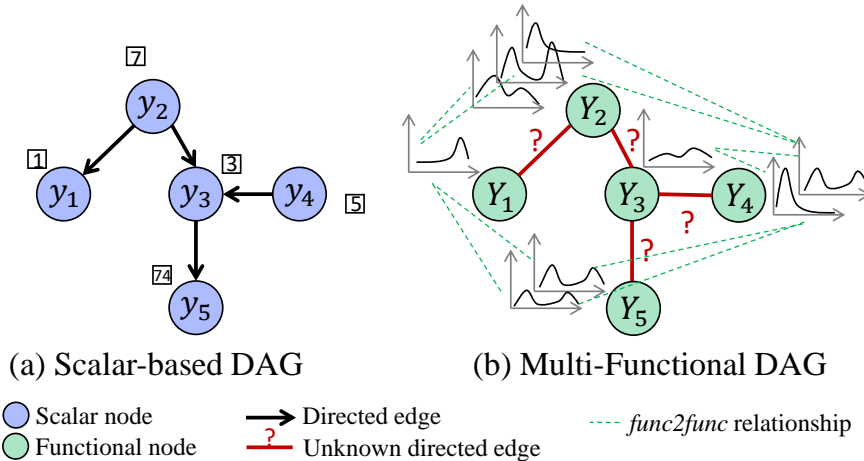 7
y₂
1
3
y₁
y₃
y₄
5
74
y₅
(a) Scalar-based DAG
Y₂
?
?
Y₁
Y₃
Y₄
?
?
Y₅
(b) Multi-Functional DAG
Scalar node
Directed edge
func2func relationship
Functional node
?
Unknown directed edge